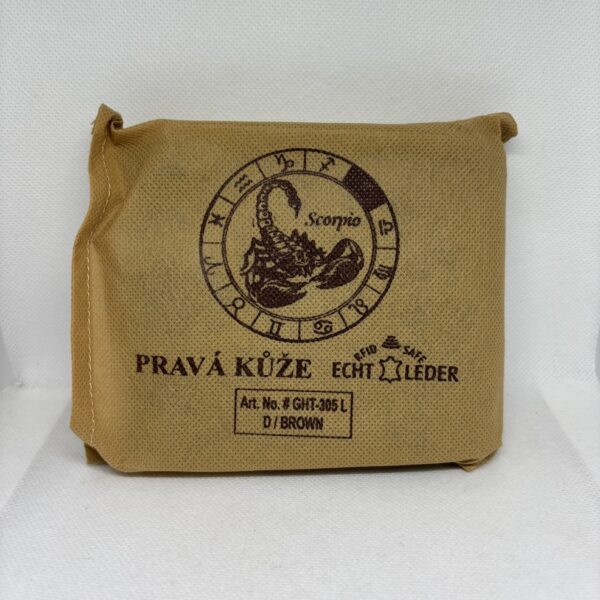 Scorpio
RFID SAFE
PRAVÁ KŮŽE ECHT LEDER
Art. No. # GHT-305 L
D / BROWN